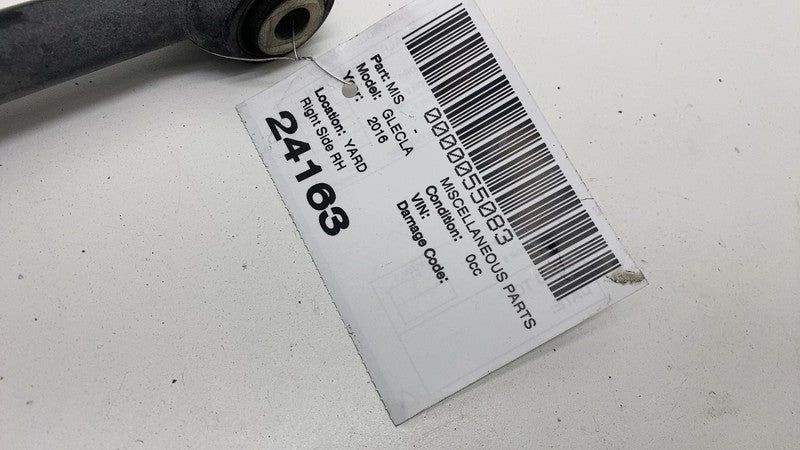 0000055083
Part: MIS - MISCELLANEOUS PARTS
Model: GLECLA Condition: 0cc
Year: 2016 VIN:
Damage Code:
Location: YARD
Right Side RH
24163